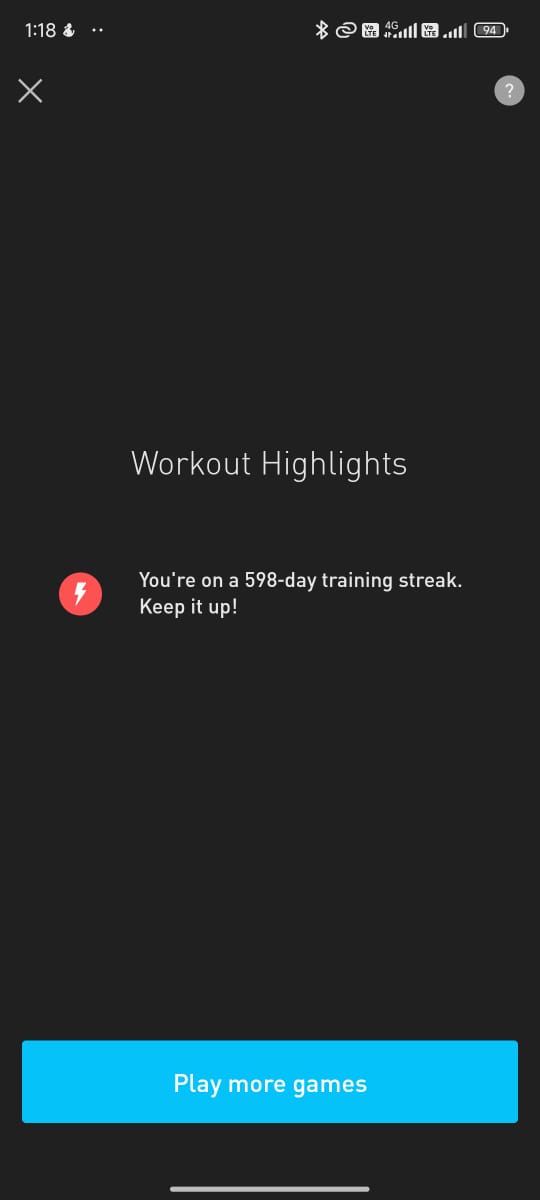 1:18
Vo
LTE
4G
Vo
LTE
94
?
Workout Highlights
You're on a 598-day training streak.
Keep it up!
Play more games